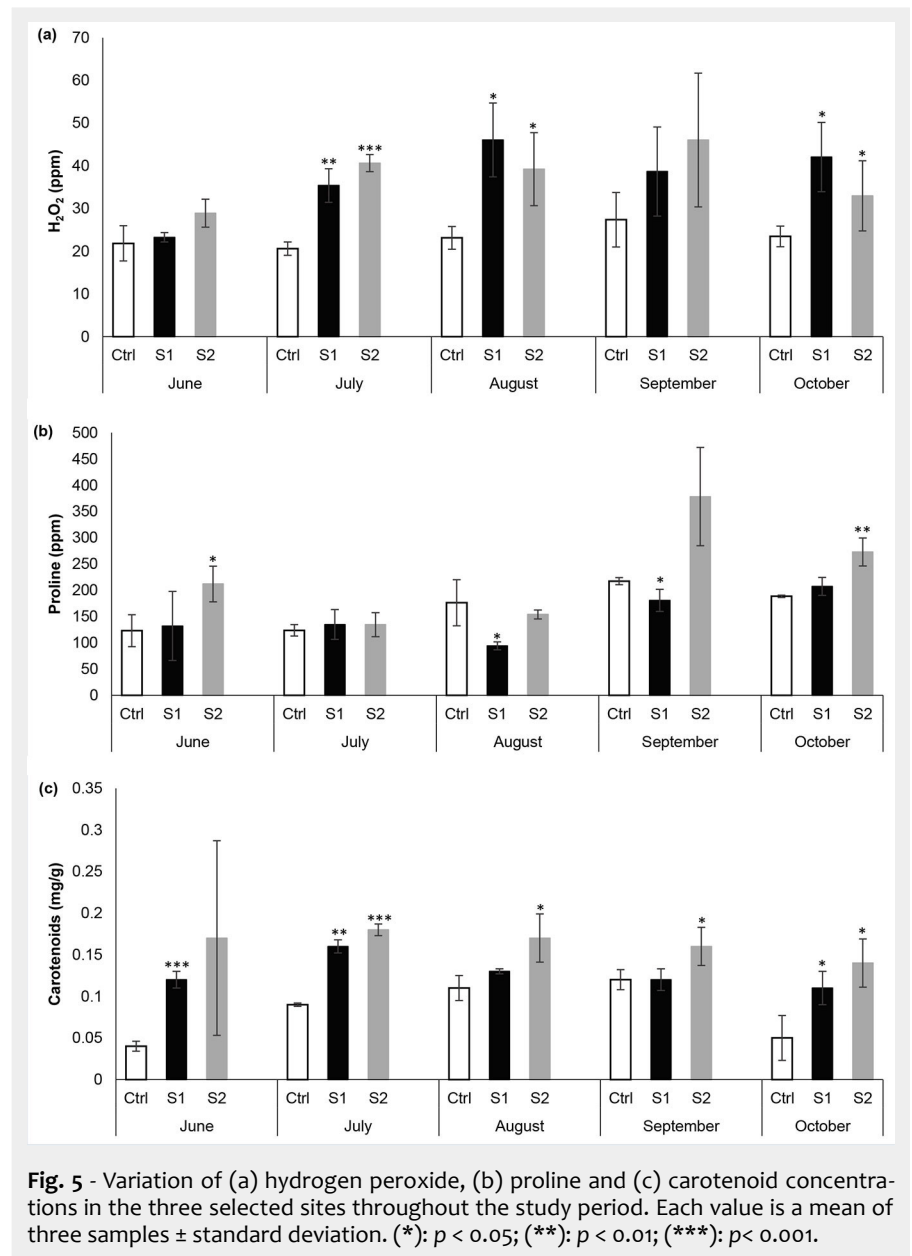 (a)
70
60
50
40
30
20
10
0
H₂O₂ (ppm)
* * * * *
** ***
Ctrl S1 S2 Ctrl S1 S2 Ctrl S1 S2 Ctrl S1 S2 Ctrl S1 S2
June July August September October
(b)
500
450
400
350
300
250
200
150
100
50
0
Proline (ppm)
* * * **
Ctrl S1 S2 Ctrl S1 S2 Ctrl S1 S2 Ctrl S1 S2 Ctrl S1 S2
June July August September October
(c)
0.35
0.3
0.25
0.2
0.15
0.1
0.05
0
Carotenoids (mg/g)
*** ** *** * * * *
Ctrl S1 S2 Ctrl S1 S2 Ctrl S1 S2 Ctrl S1 S2 Ctrl S1 S2
June July August September October
Fig. 5 - Variation of (a) hydrogen peroxide, (b) proline and (c) carotenoid concentra-
tions in the three selected sites throughout the study period. Each value is a mean of
three samples ± standard deviation. (*): p < 0.05; (**): p < 0.01; (***): p< 0.001.